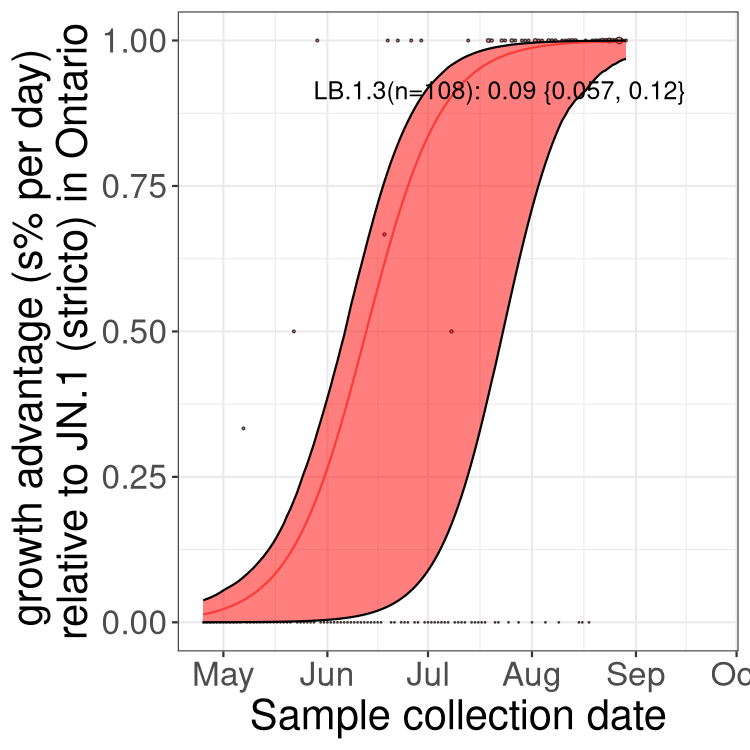 growth advantage (s% per day)
relative to JN.1 (stricto) in Ontario
1.00
0.75
0.50
0.25
0.00
LB.1.3(n=108): 0.09 {0.057, 0.12}
May Jun Jul Aug Sep Oc
Sample collection date